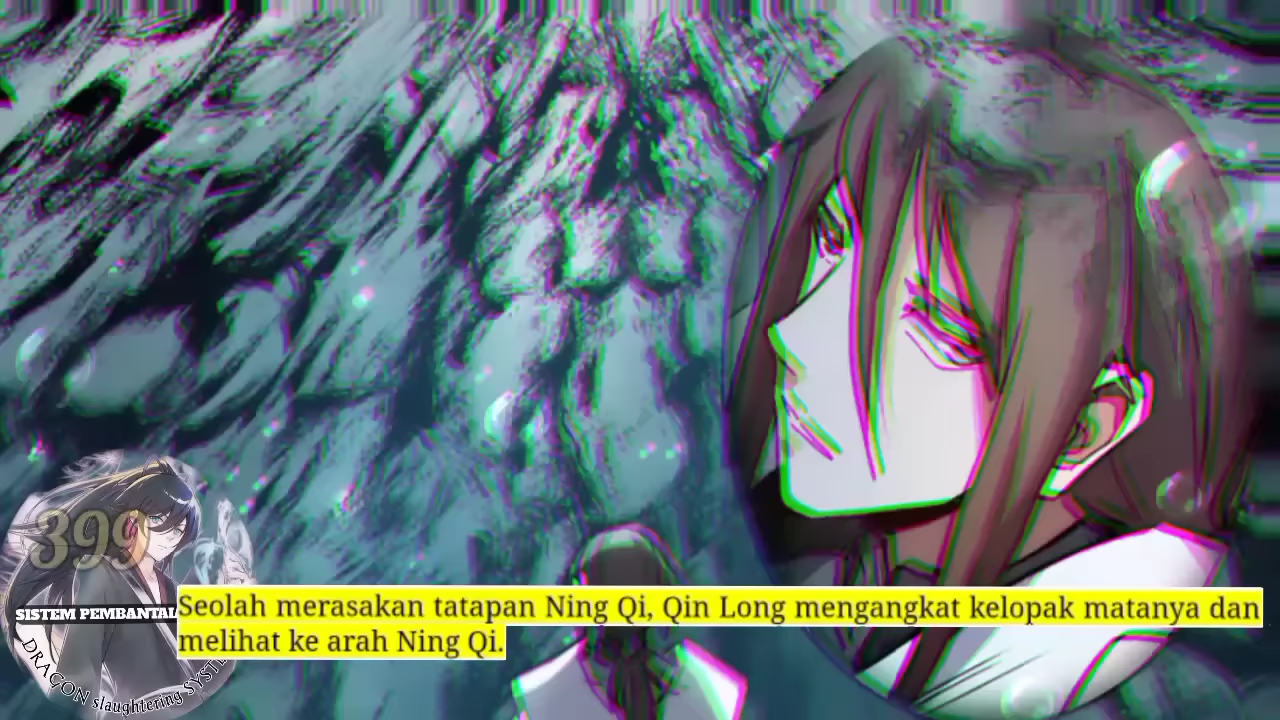 399
SISTEM PEMBANTAI
DRAGON slaughtering SYSTE
Seolah merasakan tatapan Ning Qi, Qin Long mengangkat kelopak matanya dan
melihat ke arah Ning Qi.